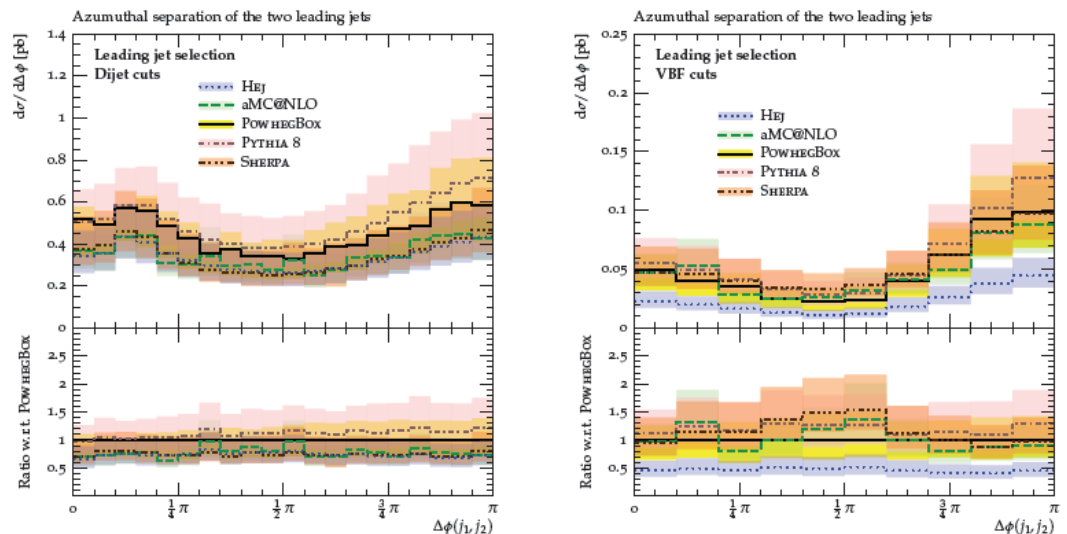 Azumuthal separation of the two leading jets
dσ/dΔϕ [pb]
Leading jet selection
Dijet cuts
HEJ
aMC@NLO
POWHEGBOX
PYTHIA 8
SHERPA
1.4
1.2
1
0.8
0.6
0.4
0.2
0
Ratio w.r.t. POWHEGBOX
2.5
2
1.5
1
0.5
0 1/4 π 1/2 π 3/4 π π
Δϕ(j1, j2)
Azumuthal separation of the two leading jets
dσ/dΔϕ [pb]
Leading jet selection
VBF cuts
HEJ
aMC@NLO
POWHEGBOX
PYTHIA 8
SHERPA
0.25
0.2
0.15
0.1
0.05
0
Ratio w.r.t. POWHEGBOX
2.5
2
1.5
1
0.5
0 1/4 π 1/2 π 3/4 π π
Δϕ(j1, j2)